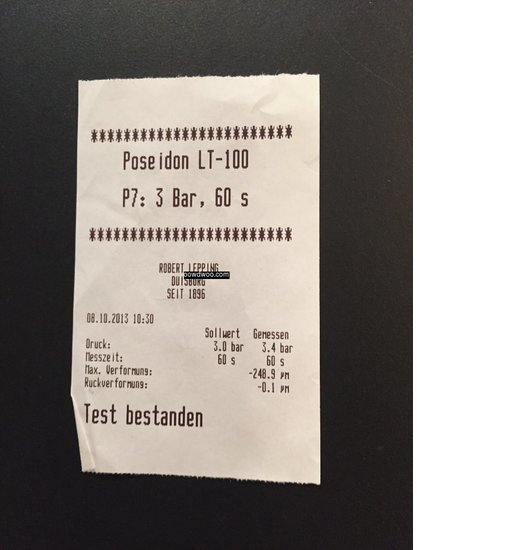 ************************
Poseidon LT-100
P7: 3 Bar, 60 s
************************
ROBERT LEPPING
powdwoo.com
DUISBURG
SEIT 1896
08.10.2013 10:30
Sollwert Gemessen
Druck: 3.0 bar 3.4 bar
Messzeit: 60 s 60 s
Max. Verformung: -248.9 µm
Rückverformung: -0.1 µm
Test bestanden